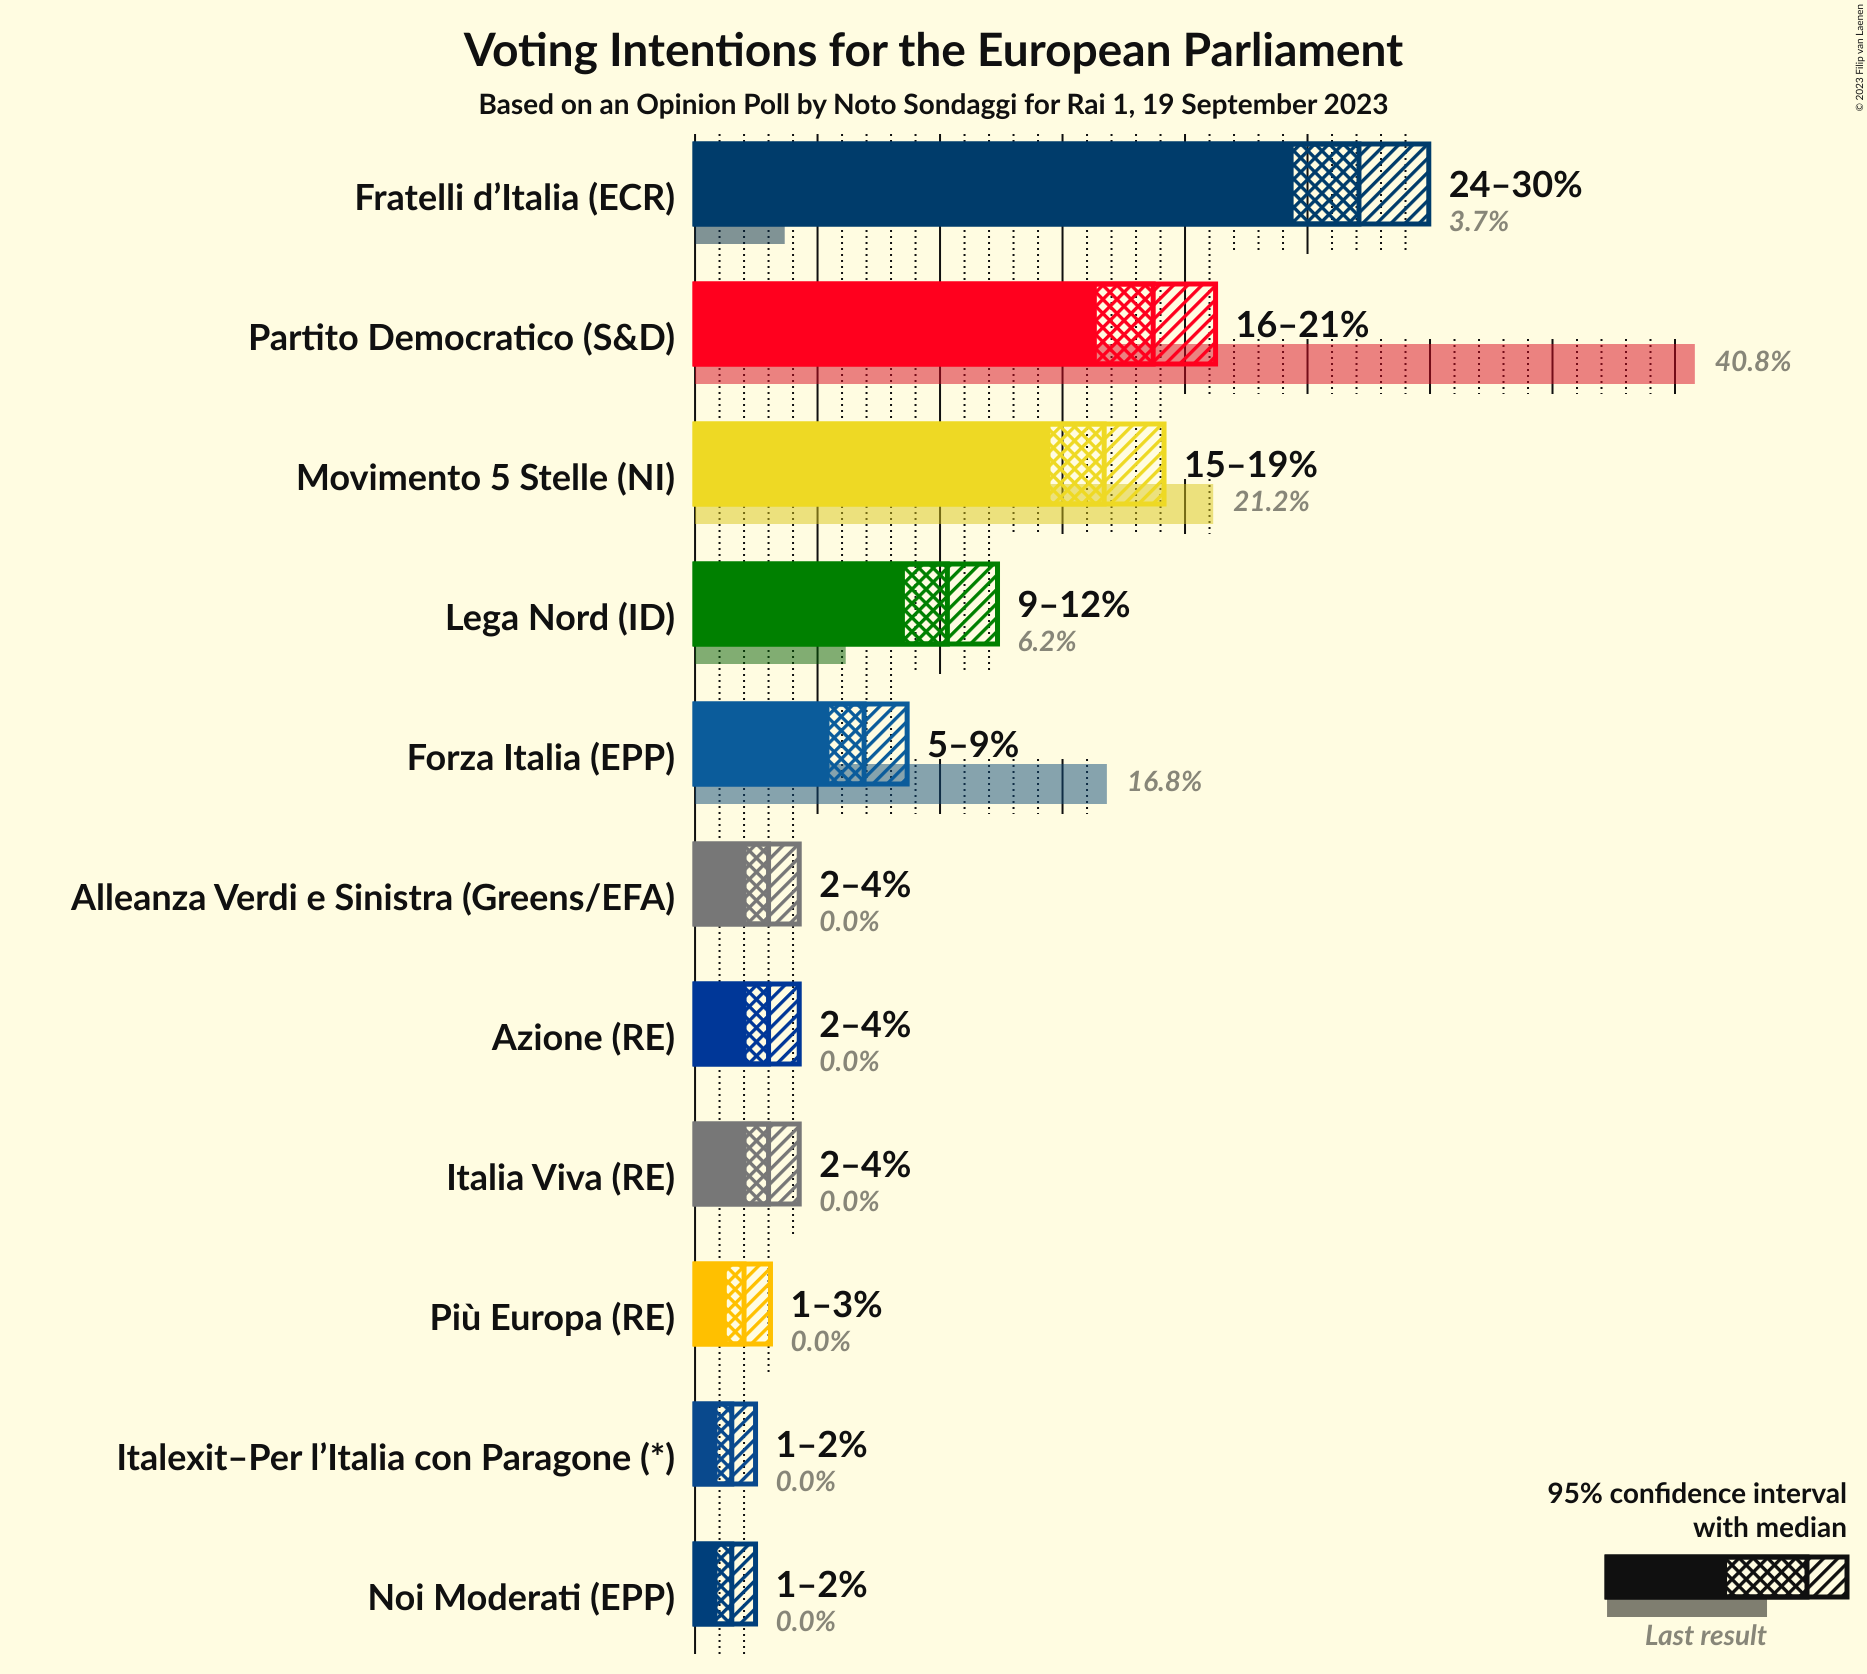 Voting Intentions for the European Parliament
Based on an Opinion Poll by Noto Sondaggi for Rai 1, 19 September 2023
© 2023 Filip van Laenen
Fratelli d’Italia (ECR)
24–30%
3.7%
Partito Democratico (S&D)
16–21%
40.8%
Movimento 5 Stelle (NI)
15–19%
21.2%
Lega Nord (ID)
9–12%
6.2%
Forza Italia (EPP)
5–9%
16.8%
Alleanza Verdi e Sinistra (Greens/EFA)
2–4%
0.0%
Azione (RE)
2–4%
0.0%
Italia Viva (RE)
2–4%
0.0%
Più Europa (RE)
1–3%
0.0%
Italexit–Per l’Italia con Paragone (*)
1–2%
0.0%
Noi Moderati (EPP)
1–2%
0.0%
95% confidence interval
with median
Last result